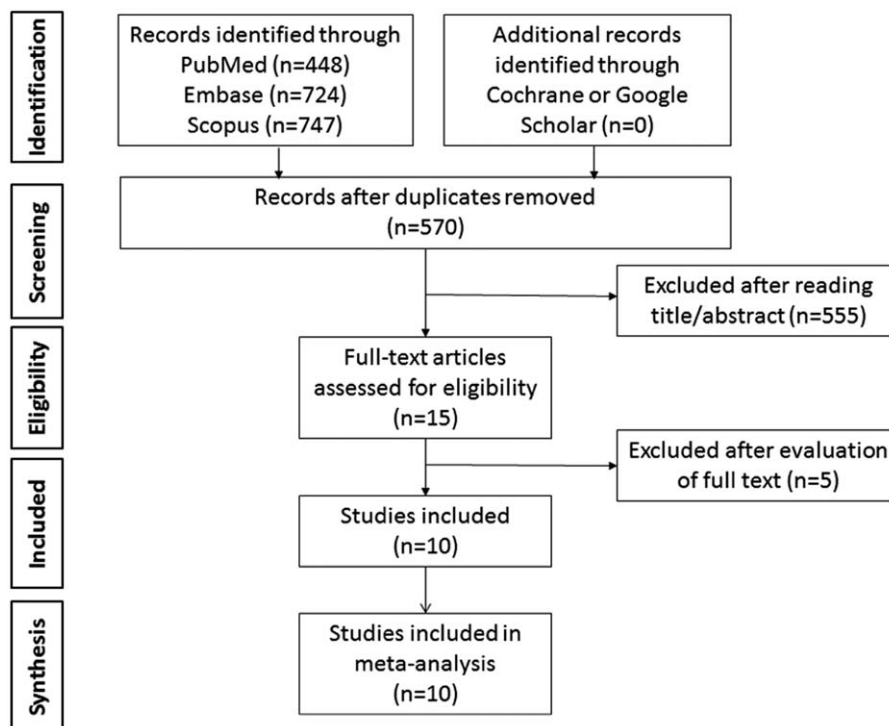 Identification
Records identified through
PubMed (n=448)
Embase (n=724)
Scopus (n=747)
Additional records
identified through
Cochrane or Google
Scholar (n=0)
Screening
Records after duplicates removed
(n=570)
Excluded after reading
title/abstract (n=555)
Eligibility
Full-text articles
assessed for eligibility
(n=15)
Excluded after evaluation
of full text (n=5)
Included
Studies included
(n=10)
Synthesis
Studies included in
meta-analysis
(n=10)